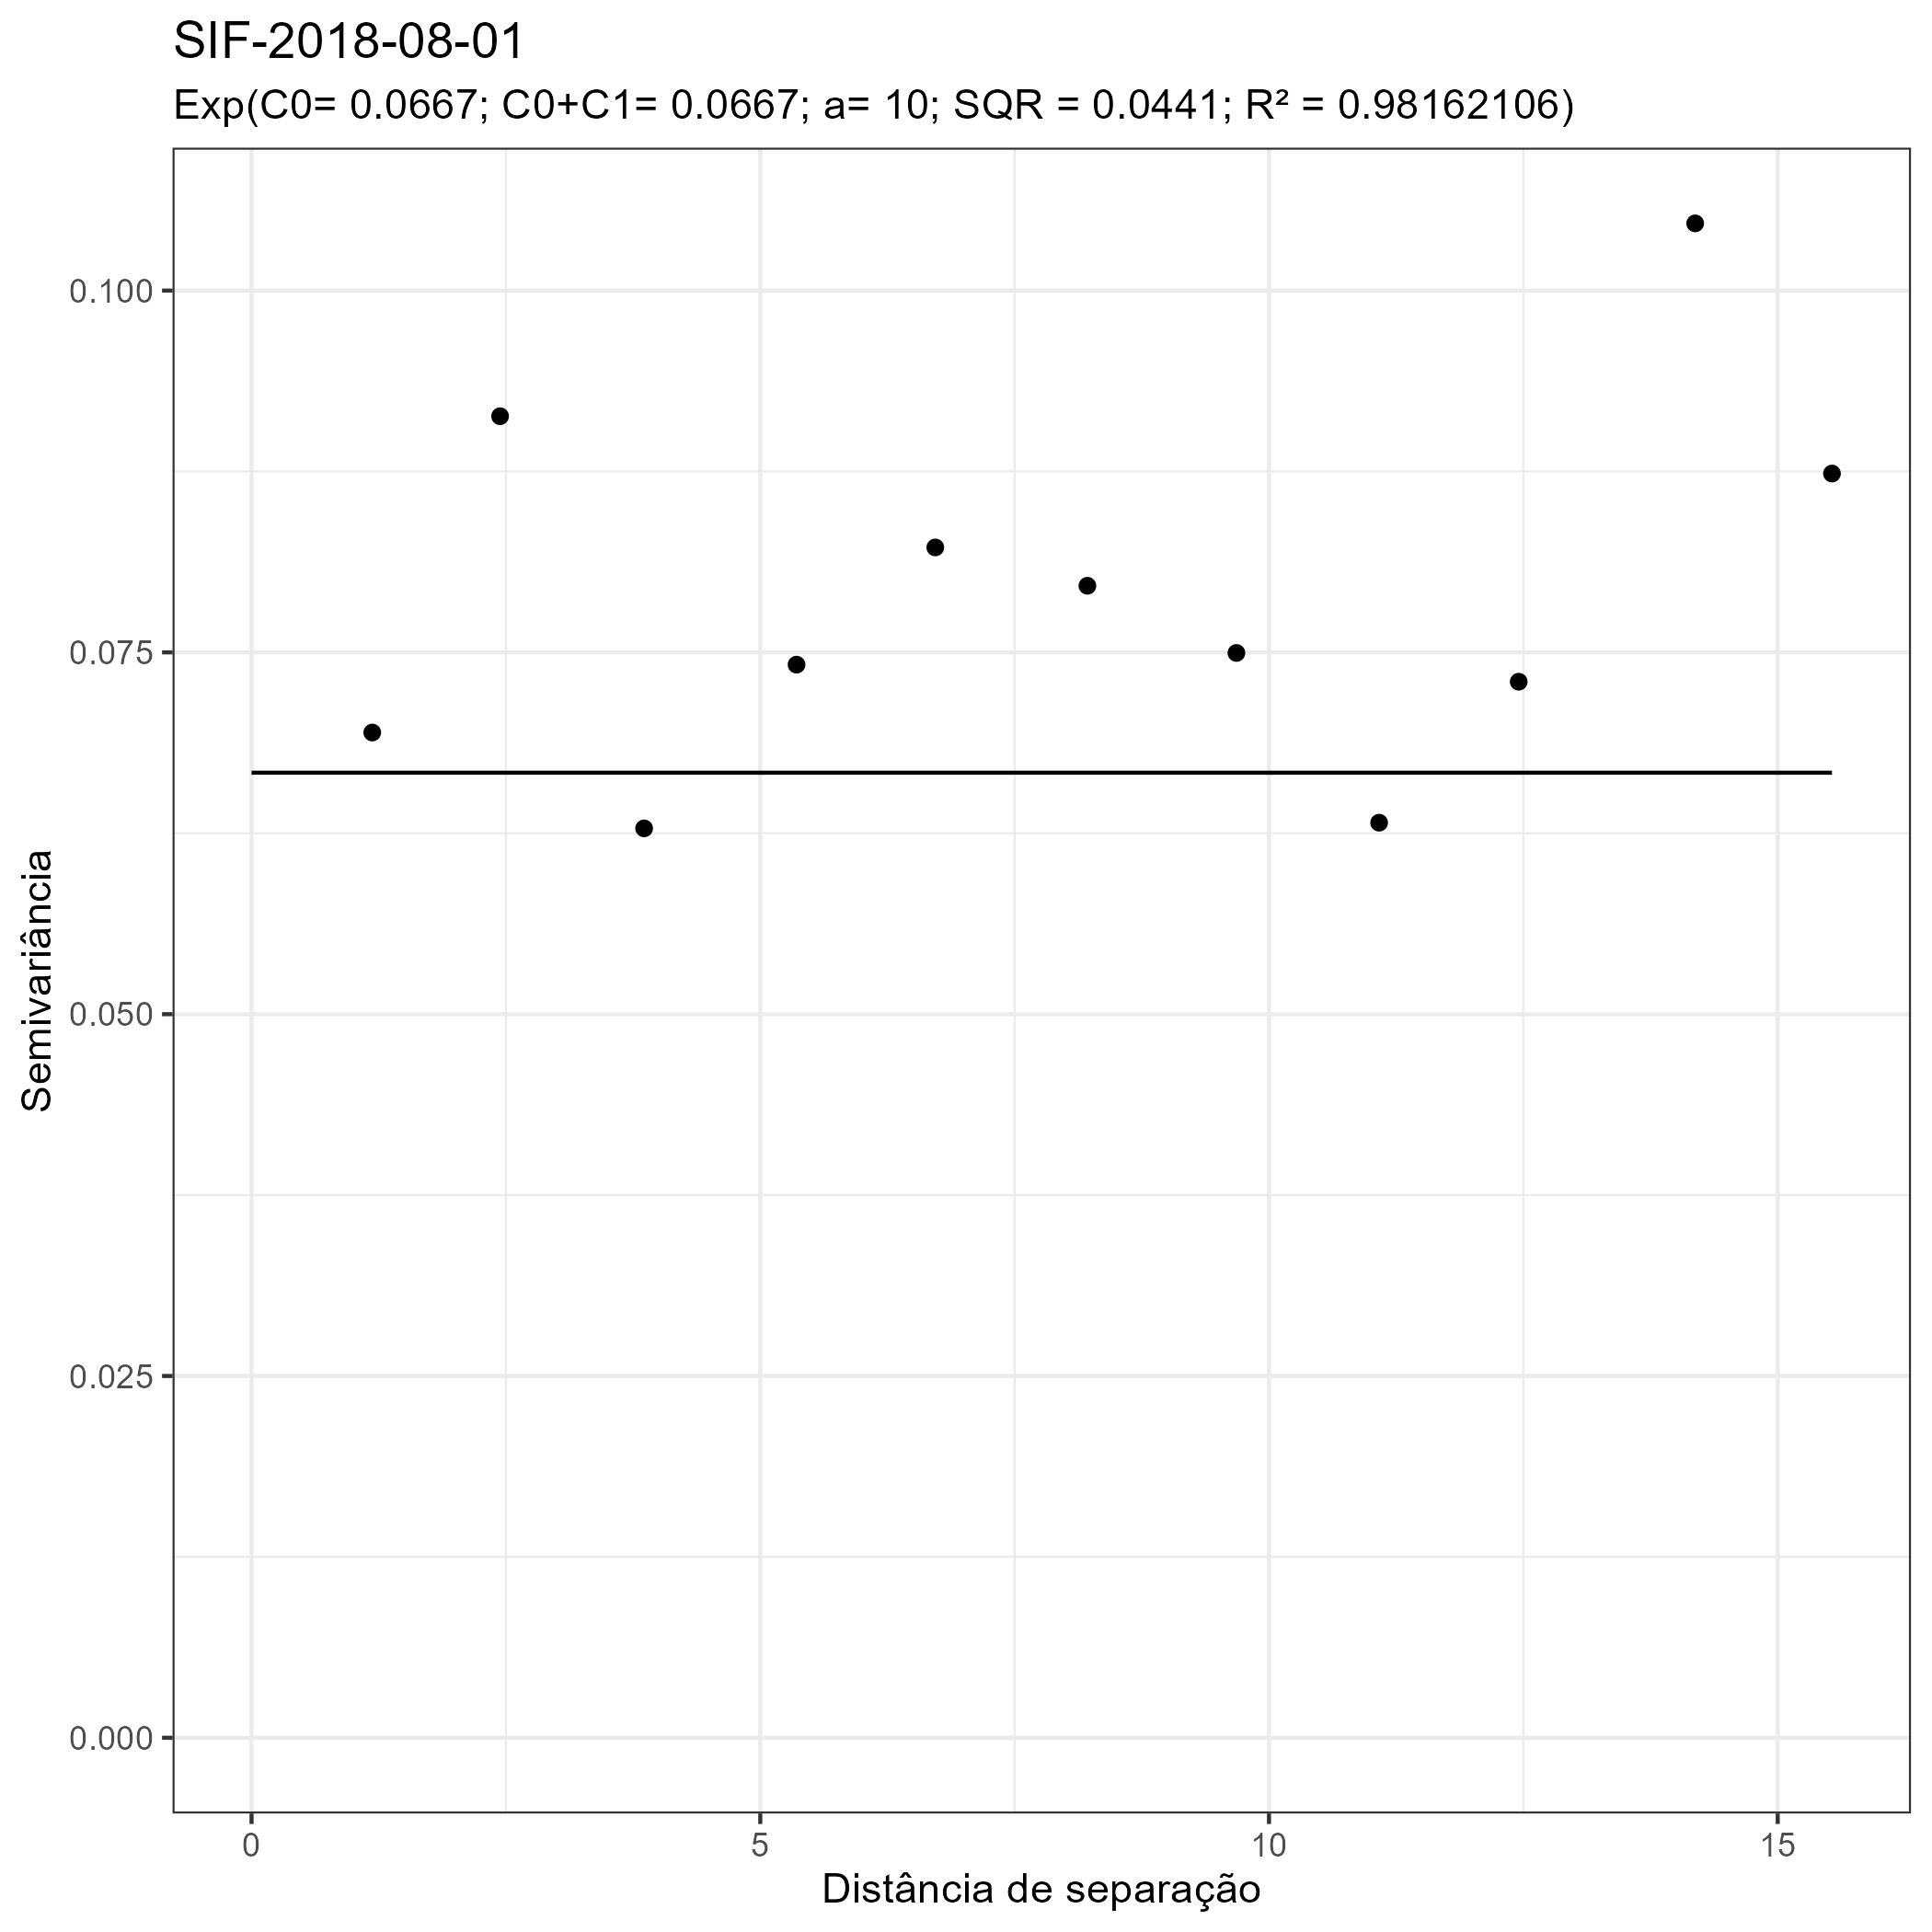 SIF-2018-08-01
Exp(C0= 0.0667; C0+C1= 0.0667; a= 10; SQR = 0.0441; R² = 0.98162106)
Semivariância
0.100
0.075
0.050
0.025
0.000
0 5 10 15
Distância de separação